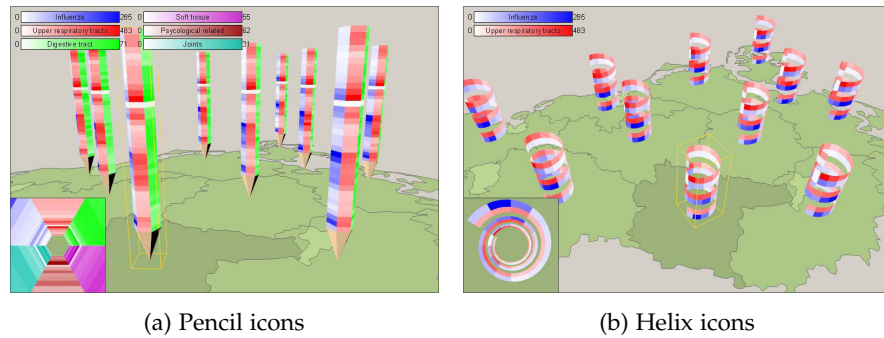 0 Influenza 285 0 Soft tissue 55
0 Upper respiratory tracts 483 0 Psycological related 62
0 Digestive tract 71 0 Joints 31
0 Influenza 285
0 Upper respiratory tracts 483
(a) Pencil icons
(b) Helix icons